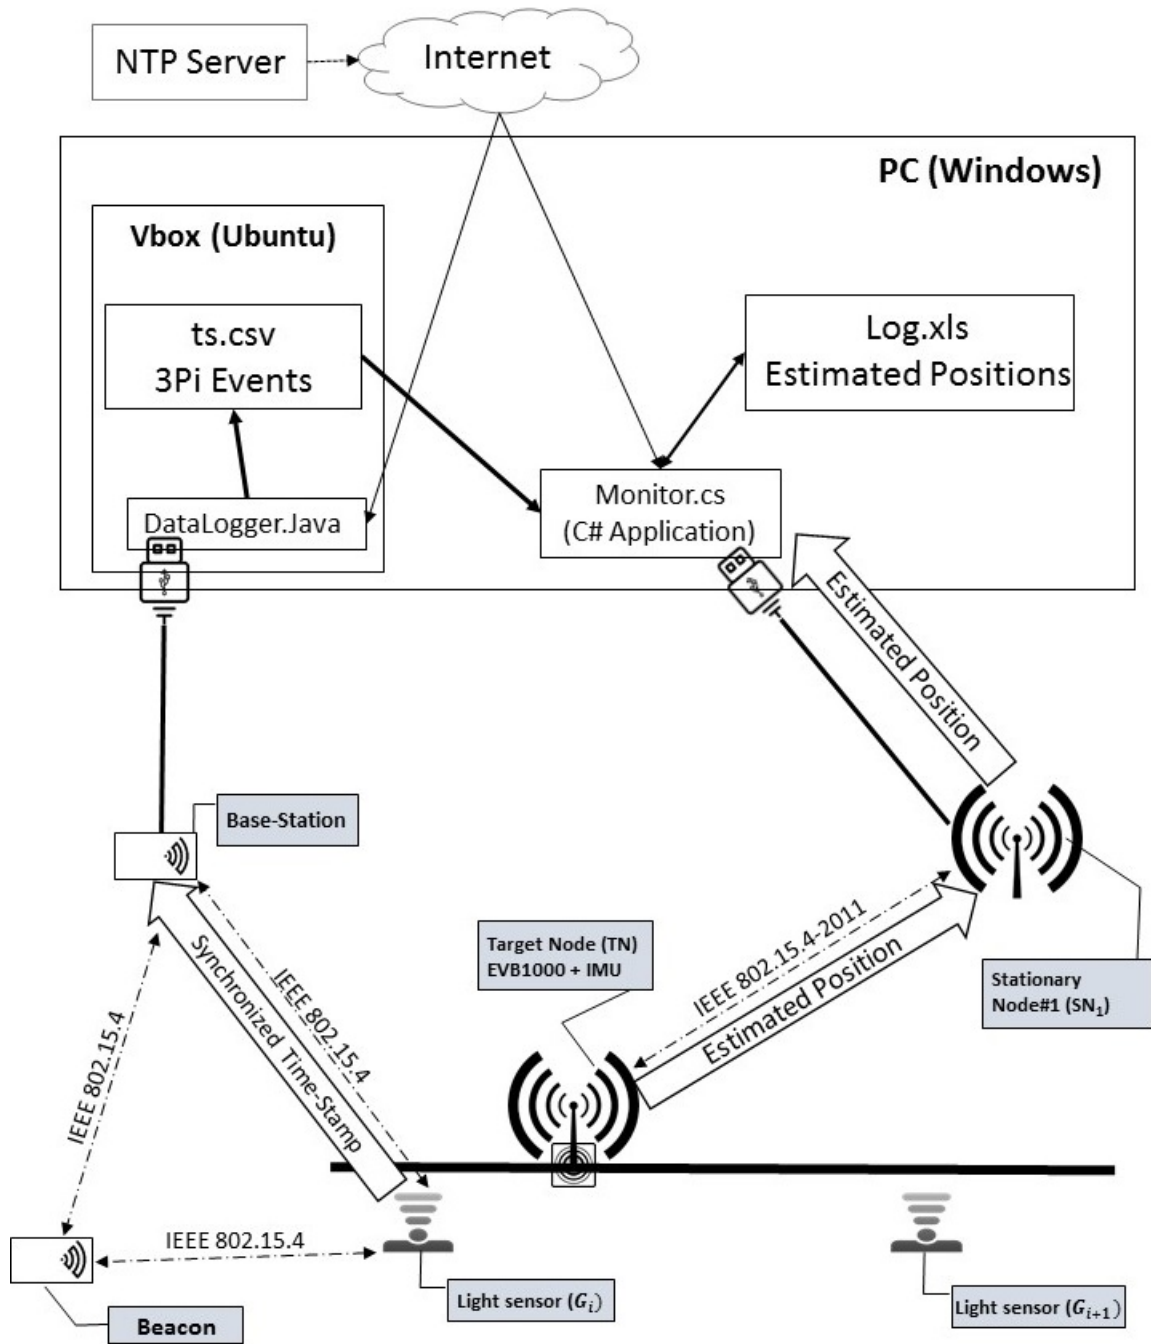 NTP Server
Internet
PC (Windows)
Vbox (Ubuntu)
ts.csv
3Pi Events
Log.xls
Estimated Positions
DataLogger.Java
Monitor.cs
(C# Application)
Estimated Position
Base-Station
Synchronized Time-Stamp
IEEE 802.15.4
IEEE 802.15.4
Target Node (TN)
EVB1000 + IMU
IEEE 802.15.4-2011
Estimated Position
Stationary
Node#1 (SN₁)
IEEE 802.15.4
Beacon
Light sensor (Gᵢ)
Light sensor (Gᵢ₊₁)